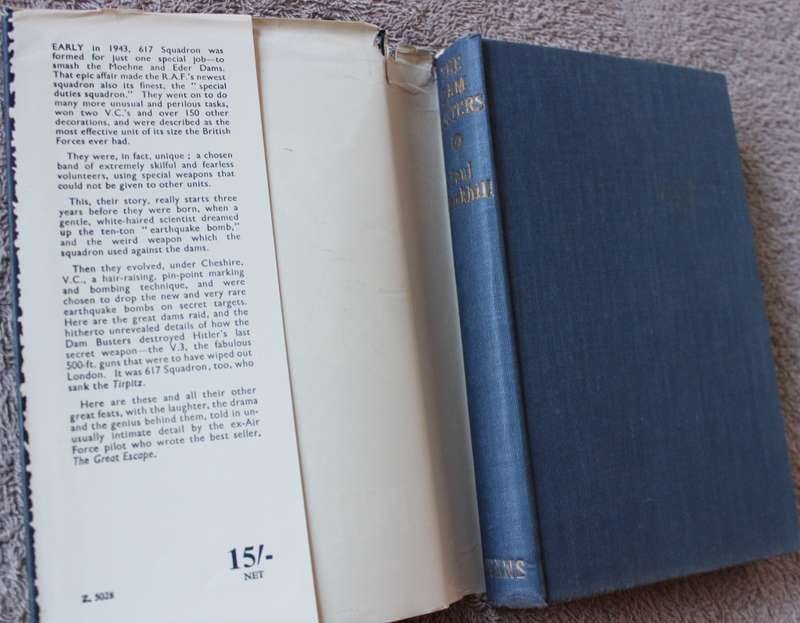 EARLY in 1943, 617 Squadron was
formed for just one special job—to
smash the Moehne and Eder Dams.
That epic affair made the R.A.F.'s newest
squadron also its finest, the "special
duties squadron." They went on to do
many more unusual and perilous tasks,
won two V.C.'s and over 150 other
decorations, and were described as the
most effective unit of its size the British
Forces ever had.
They were, in fact, unique; a chosen
band of extremely skilful and fearless
volunteers, using special weapons that
could not be given to other units.
This, their story, really starts three
years before they were born, when a
gentle, white-haired scientist dreamed
up the ten-ton "earthquake bomb,"
and the weird weapon which the
squadron used against the dams.
Then they evolved, under Cheshire,
V.C., a hair-raising, pin-point marking
and bombing technique, and were
chosen to drop the new and very rare
earthquake bombs on secret targets.
Here are the great dams raid, and the
hitherto unrevealed details of how the
Dam Busters destroyed Hitler's last
secret weapon—the V.3, the fabulous
500-ft. guns that were to have wiped out
London. It was 617 Squadron, too, who
sank the Tirpitz.
Here are these and all their other
great feats, with the laughter, the drama
and the genius behind them, told in un-
usually intimate detail by the ex-Air
Force pilot who wrote the best seller,
The Great Escape.
15/-
NET
Z. 5028